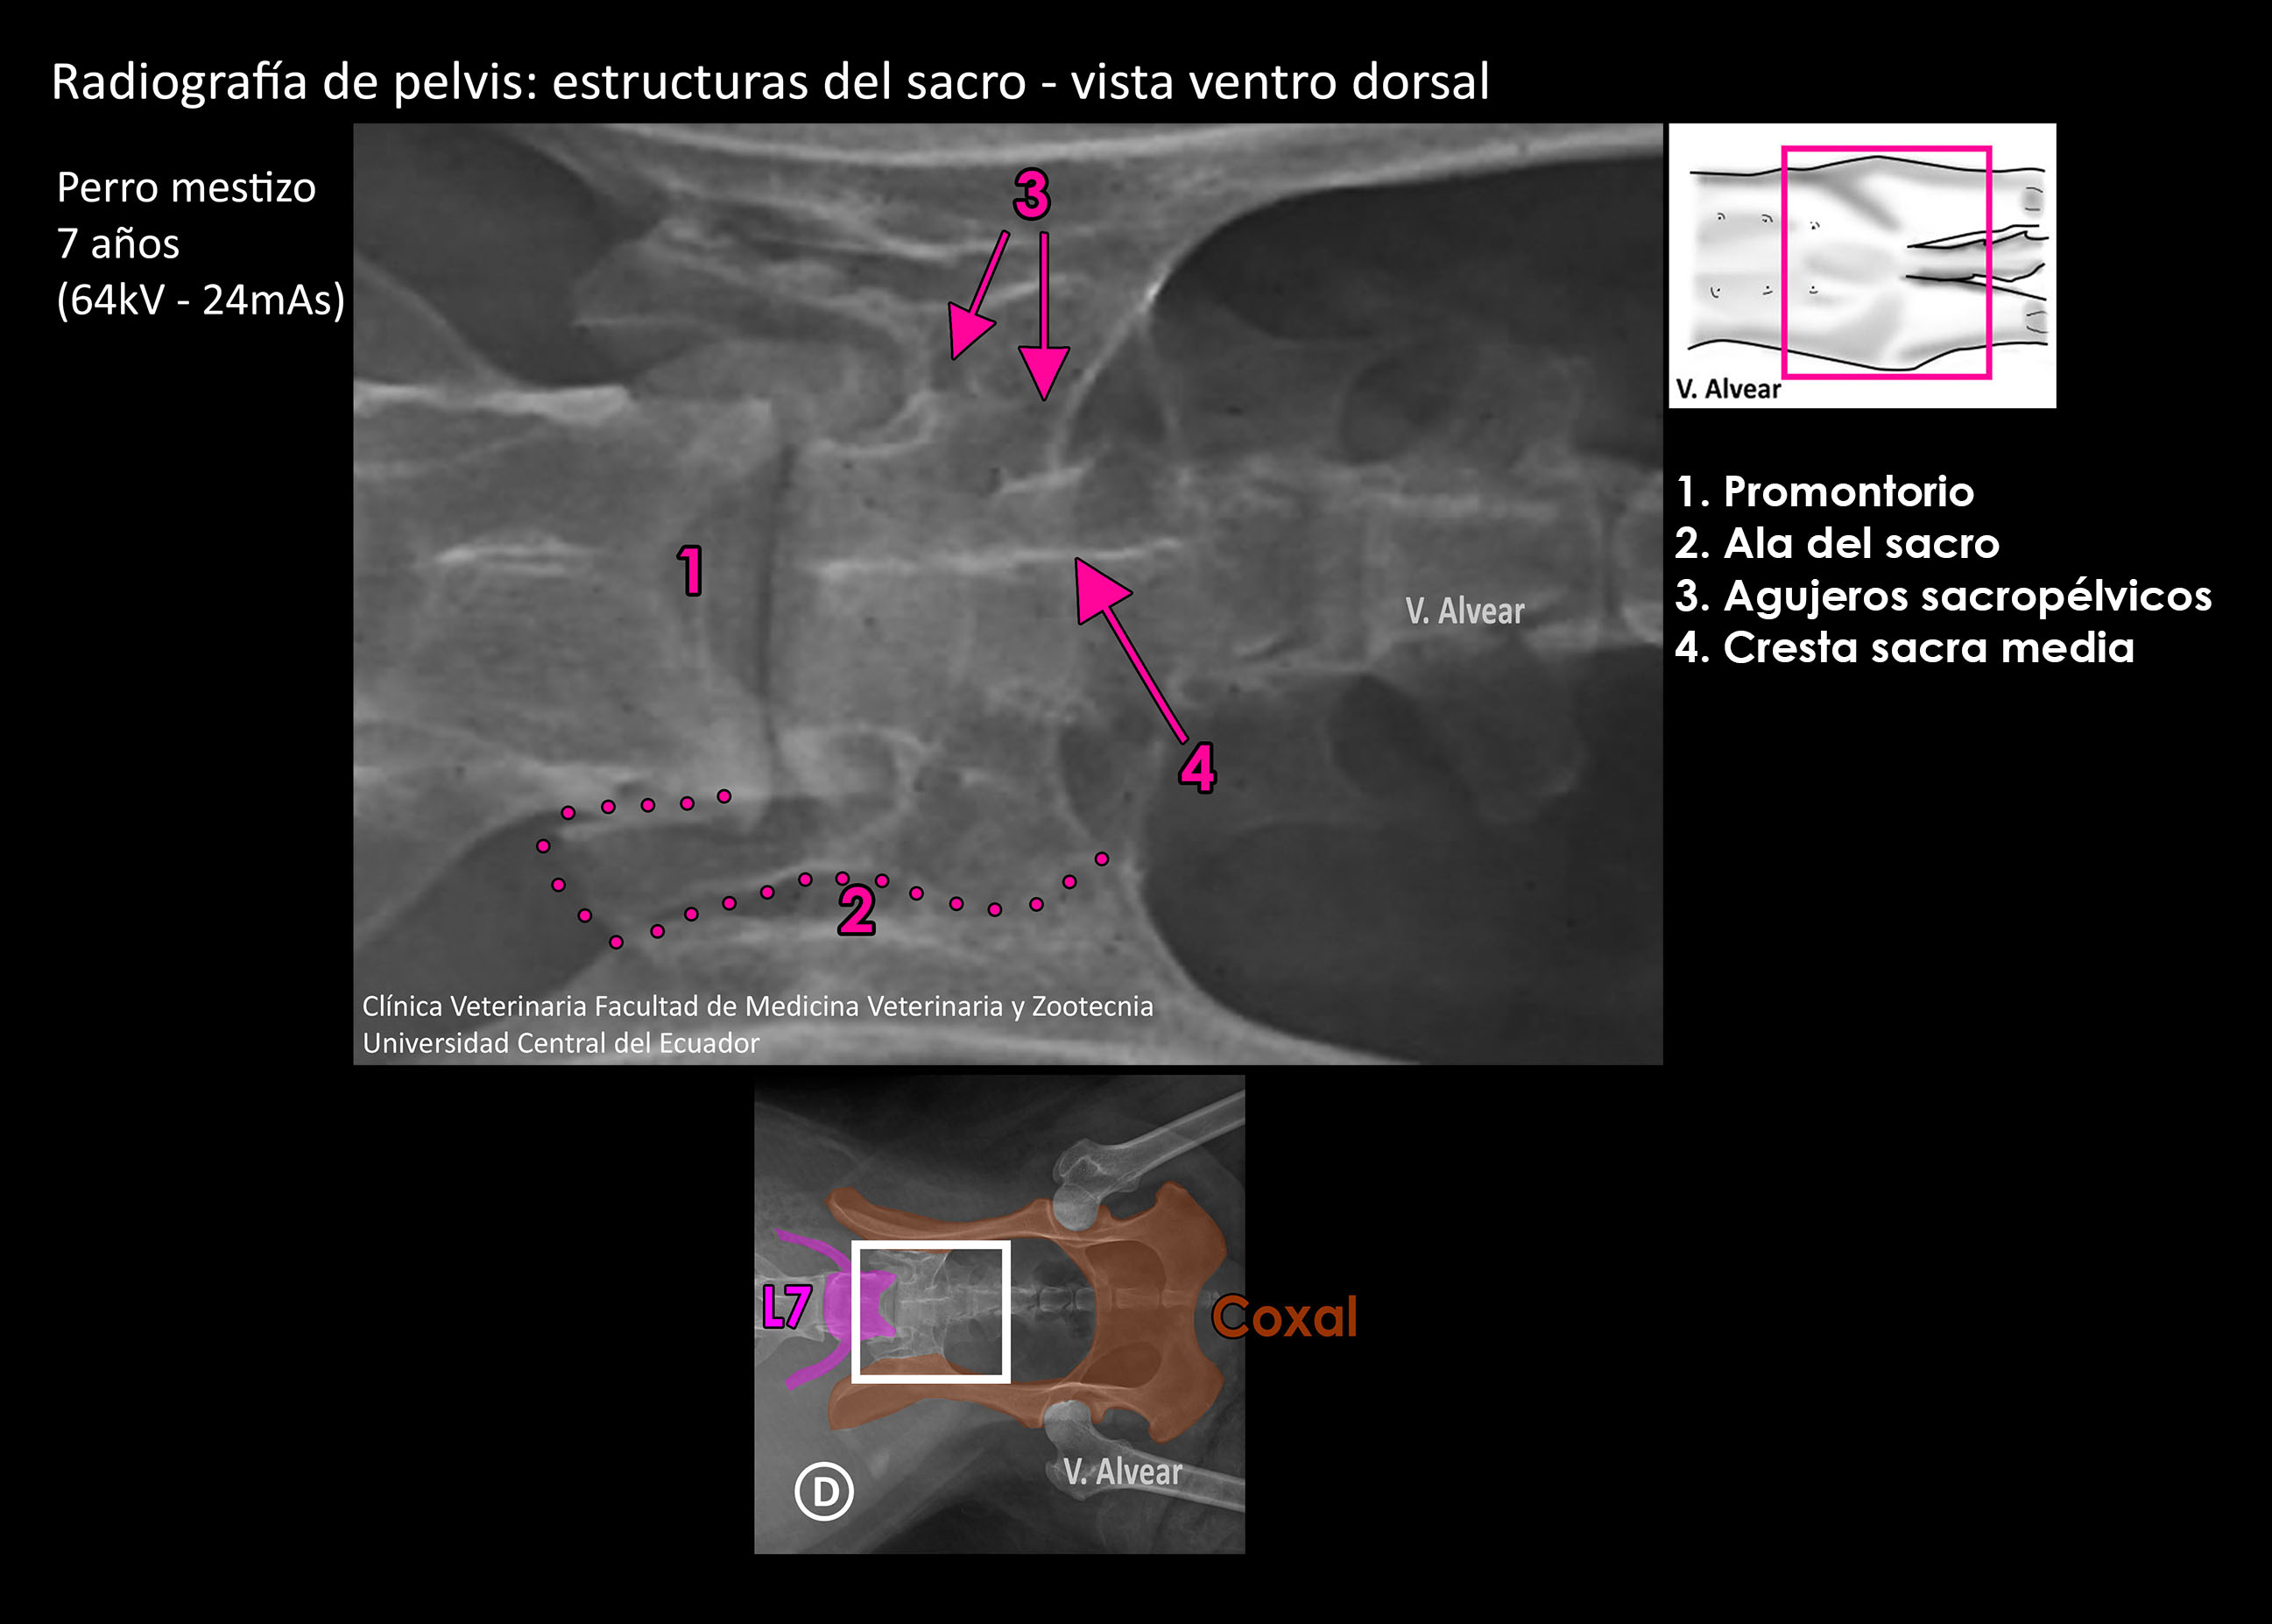 Radiografía de pelvis: estructuras del sacro - vista ventro dorsal
Perro mestizo
7 años
(64kV - 24mAs)
3
1
V. Alvear
4
2
Clínica Veterinaria Facultad de Medicina Veterinaria y Zootecnia
Universidad Central del Ecuador
V. Alvear
1. Promontorio
2. Ala del sacro
3. Agujeros sacropélvicos
4. Cresta sacra media
L7
Coxal
V. Alvear
D